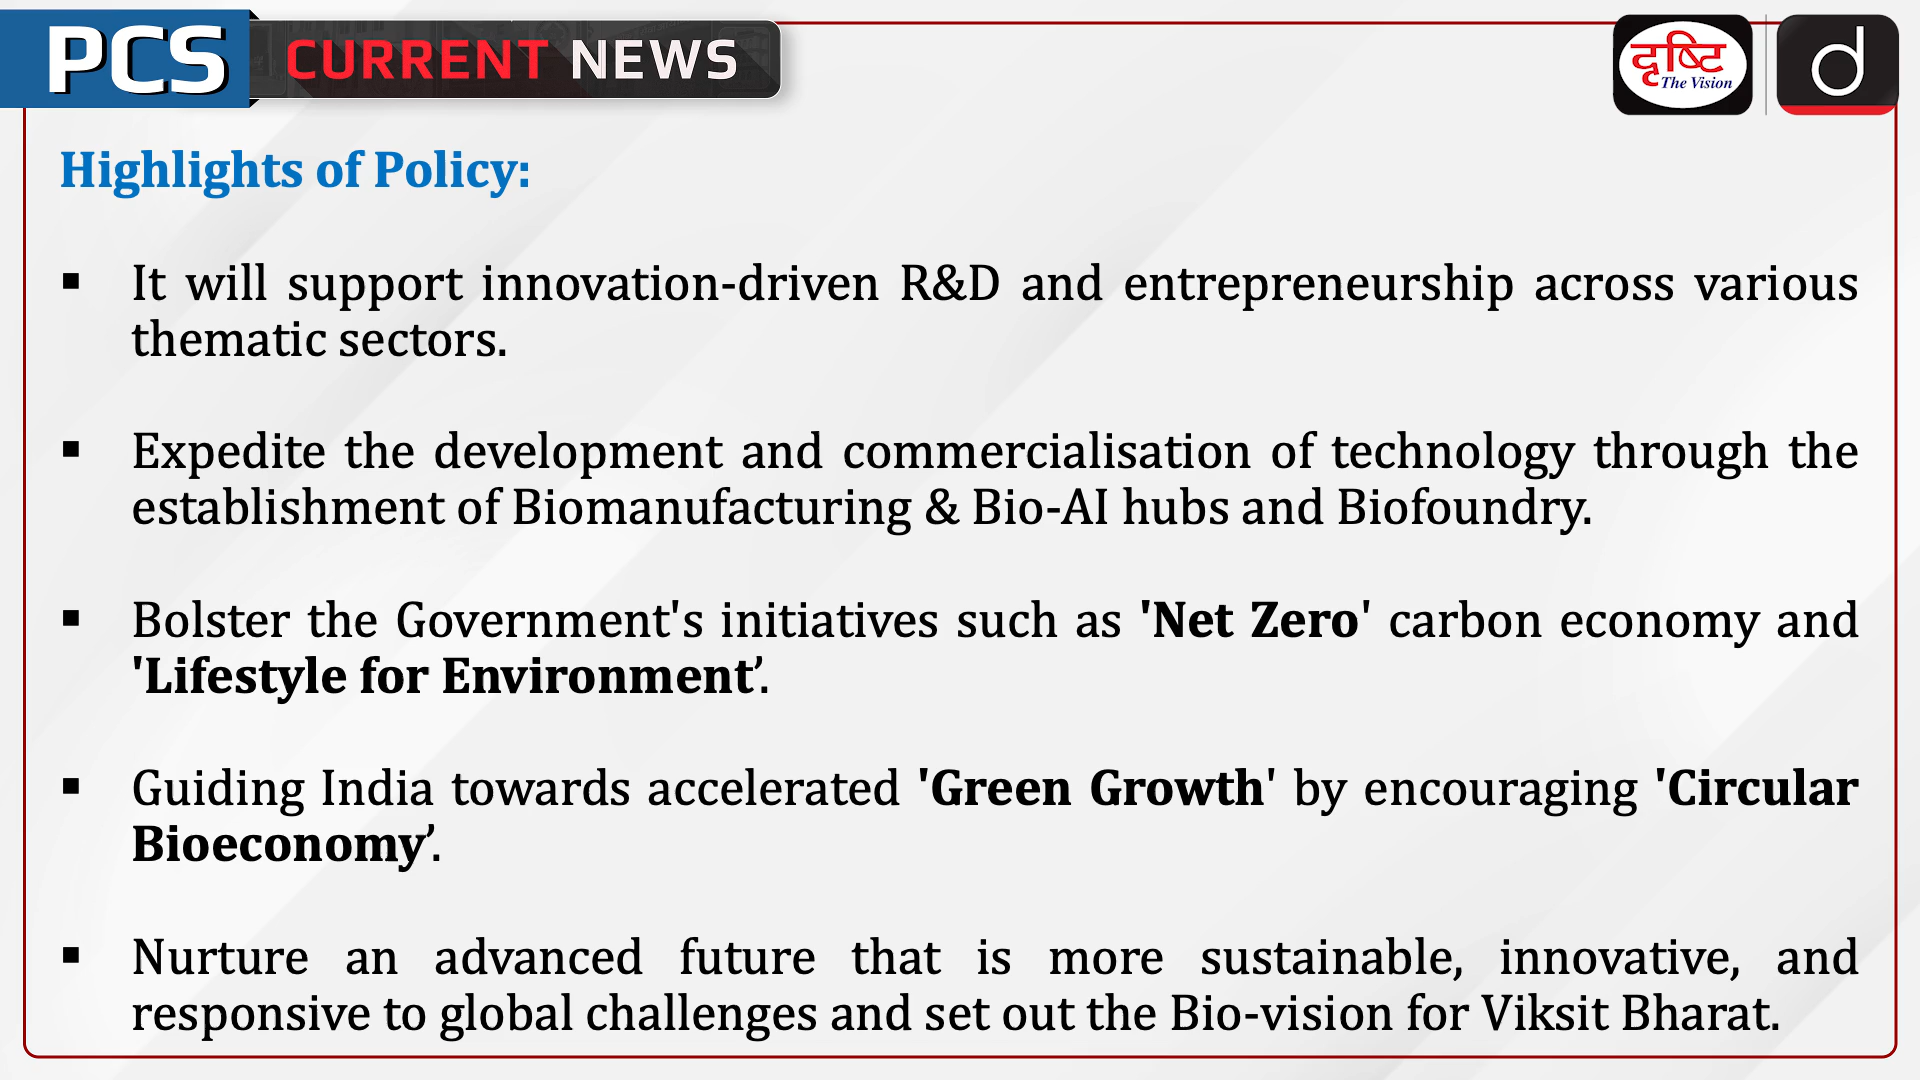 PCS CURRENT NEWS
दृष्टि
The Vision
d
Highlights of Policy:
▪ It will support innovation-driven R&D and entrepreneurship across various
thematic sectors.
▪ Expedite the development and commercialisation of technology through the
establishment of Biomanufacturing & Bio-AI hubs and Biofoundry.
▪ Bolster the Government's initiatives such as 'Net Zero' carbon economy and
'Lifestyle for Environment’.
▪ Guiding India towards accelerated 'Green Growth' by encouraging 'Circular
Bioeconomy’.
▪ Nurture an advanced future that is more sustainable, innovative, and
responsive to global challenges and set out the Bio-vision for Viksit Bharat.